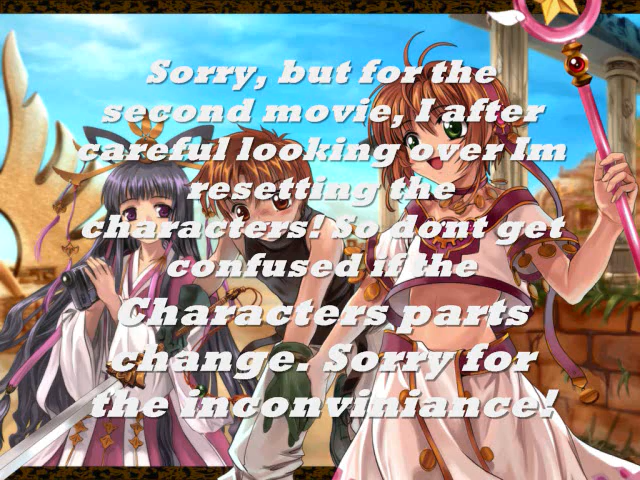 Sorry, but for the
second movie, I after
careful looking over Im
resetting the
characters! So dont get
confused if the
Characters parts
change. Sorry for
the inconviniance!